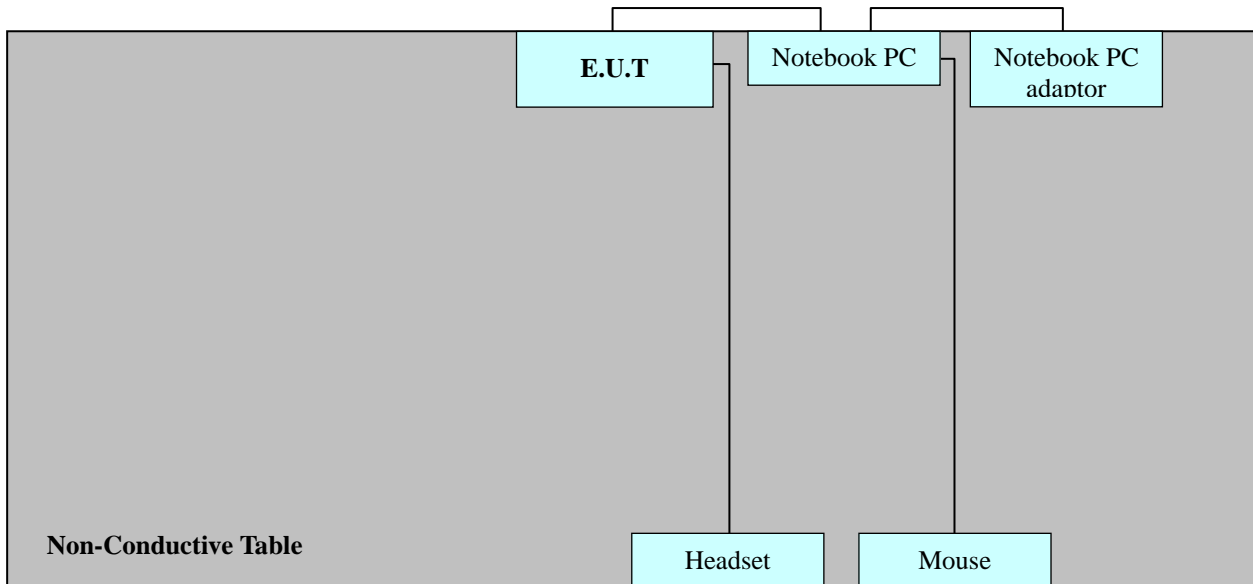 E.U.T
Notebook PC
Notebook PC
adaptor
Non-Conductive Table
Headset
Mouse